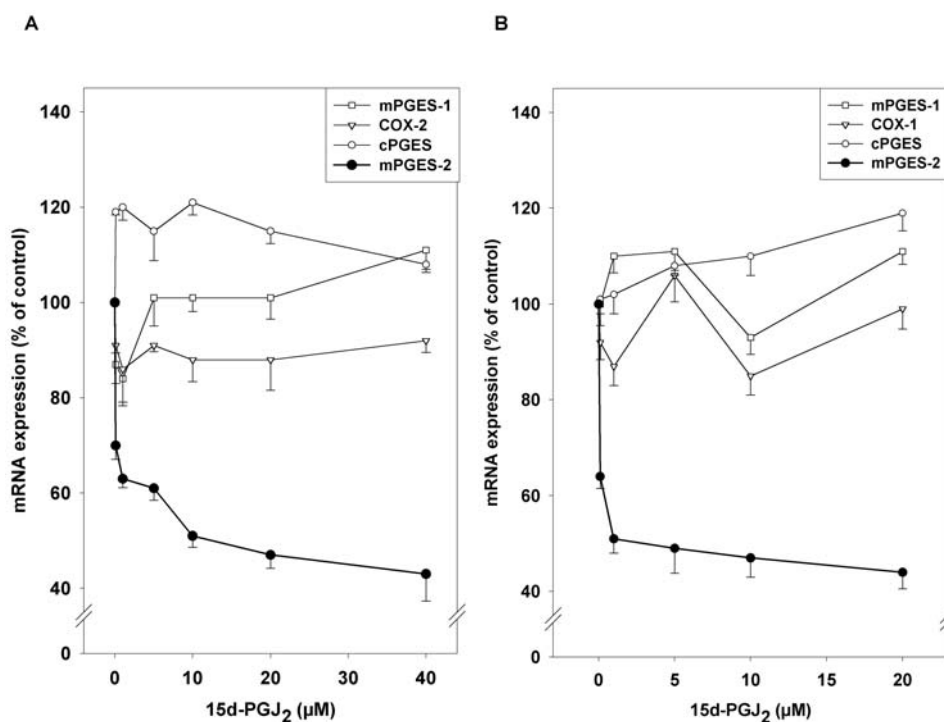 A
mPGES-1
COX-2
cPGES
mPGES-2
140
120
100
80
60
40
0
mRNA expression (% of control)
0 10 20 30 40
15d-PGJ2 (µM)
B
mPGES-1
COX-1
cPGES
mPGES-2
140
120
100
80
60
40
0
mRNA expression (% of control)
0 5 10 15 20
15d-PGJ2 (µM)